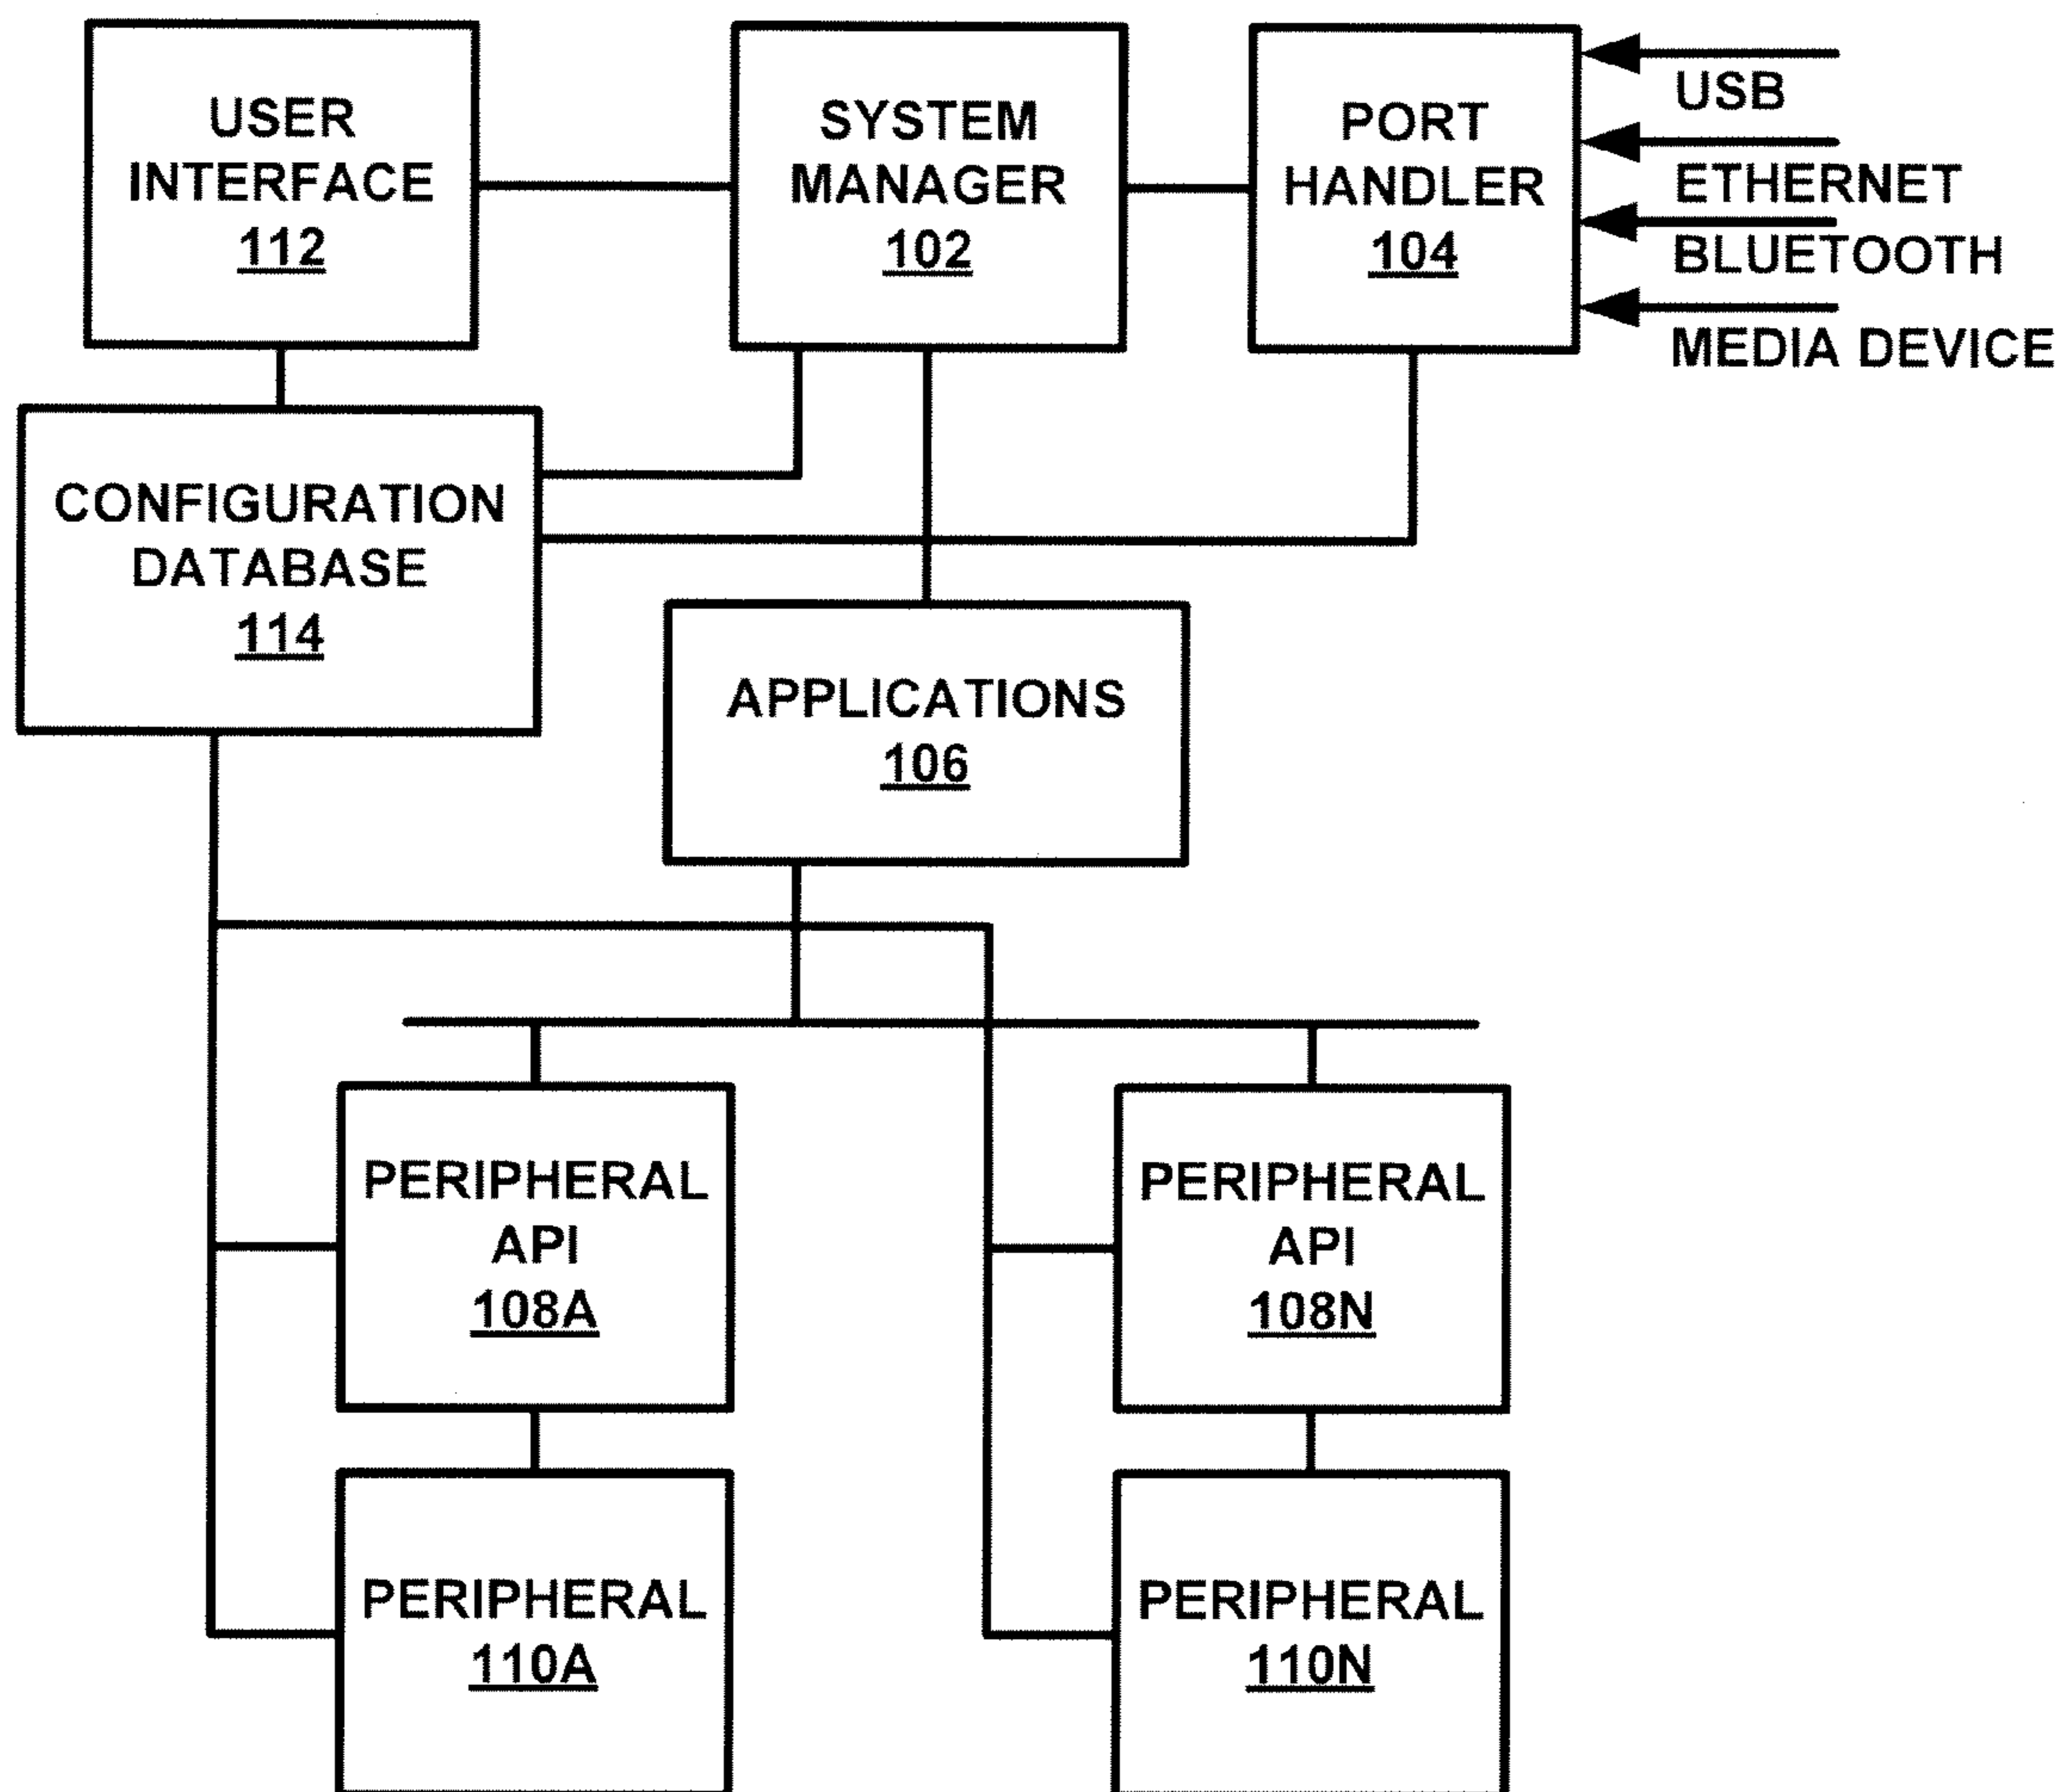 USER
INTERFACE
112
SYSTEM
MANAGER
102
PORT
HANDLER
104
USB
ETHERNET
BLUETOOTH
MEDIA DEVICE
CONFIGURATION
DATABASE
114
APPLICATIONS
106
PERIPHERAL
API
108A
PERIPHERAL
API
108N
PERIPHERAL
110A
PERIPHERAL
110N